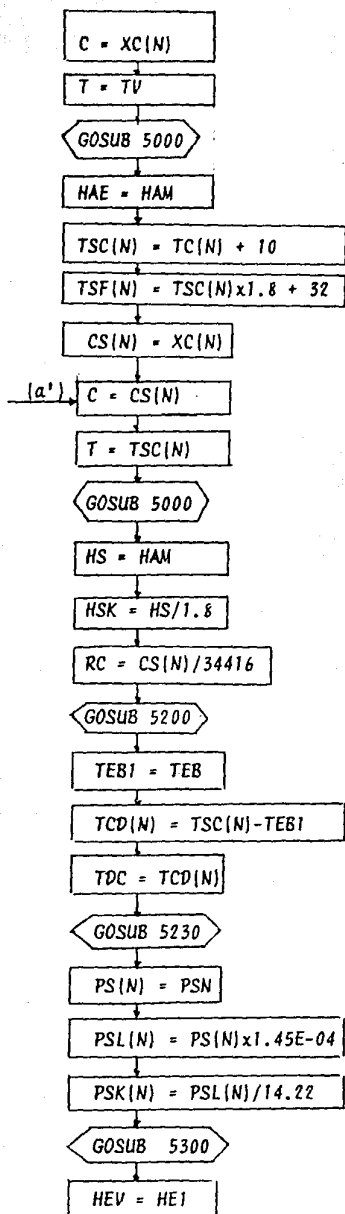 C = XC(N)
T = TV
GOSUB 5000
HAE = HAM
TSC(N) = TC(N) + 10
TSF(N) = TSC(N)x1.8 + 32
CS(N) = XC(N)
(a')
C = CS(N)
T = TSC(N)
GOSUB 5000
HS = HAM
HSK = HS/1.8
RC = CS(N)/34416
GOSUB 5200
TEB1 = TEB
TCD(N) = TSC(N)-TEB1
TDC = TCD(N)
GOSUB 5230
PS(N) = PSN
PSL(N) = PS(N)x1.45E-04
PSK(N) = PSL(N)/14.22
GOSUB 5300
HEV = HE1